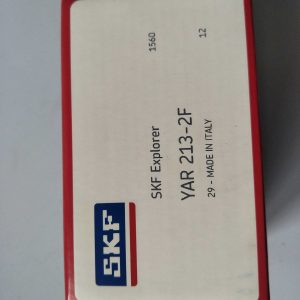 SKF
SKF Explorer
1560
YAR 213-2F
29 - MADE IN ITALY
12